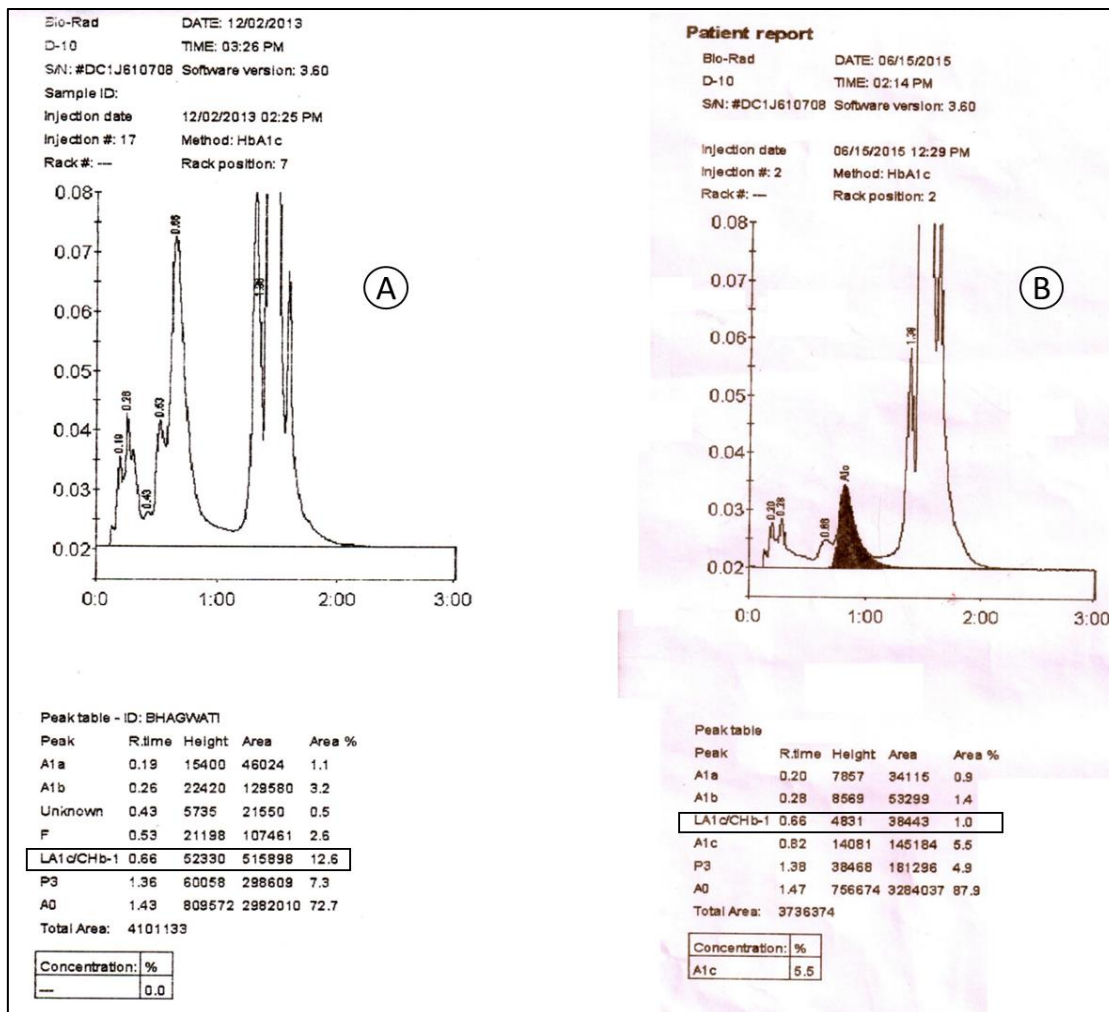 Bio-Rad DATE: 12/02/2013
D-10 TIME: 03:26 PM
S/N: #DC1J610708 Software version: 3.60
Sample ID:
Injection date 12/02/2013 02:25 PM
Injection #: 17 Method: HbA1c
Rack #: --- Rack position: 7
0.08
0.07
0.06
0.05
0.04
0.03
0.02
0.19
0.28
0.43
0.53
0.66
1.36
A
0:0 1:00 2:00 3:00
Peak table - ID: BHAGWATI
Peak R.time Height Area Area %
A1a 0.19 15400 46024 1.1
A1b 0.26 22420 129580 3.2
Unknown 0.43 5735 21550 0.5
F 0.53 21198 107461 2.6
LA1c/CHb-1 0.66 52330 515898 12.6
P3 1.36 60058 298609 7.3
A0 1.43 809572 2982010 72.7
Total Area: 4101133
Concentration: %
--- 0.0
Patient report
Bio-Rad DATE: 06/15/2015
D-10 TIME: 02:14 PM
S/N: #DC1J610708 Software version: 3.60
Injection date 06/15/2015 12:29 PM
Injection #: 2 Method: HbA1c
Rack #: --- Rack position: 2
0.08
0.07
0.06
0.05
0.04
0.03
0.02
0.20
0.28
0.66
A1c
1.38
B
0:0 1:00 2:00 3:00
Peak table
Peak R.time Height Area Area %
A1a 0.20 7857 34115 0.9
A1b 0.28 8569 53299 1.4
LA1c/CHb-1 0.66 4831 38443 1.0
A1c 0.82 14081 145184 5.5
P3 1.38 38468 181296 4.9
A0 1.47 756674 3284037 87.9
Total Area: 3736374
Concentration: %
A1c 5.5